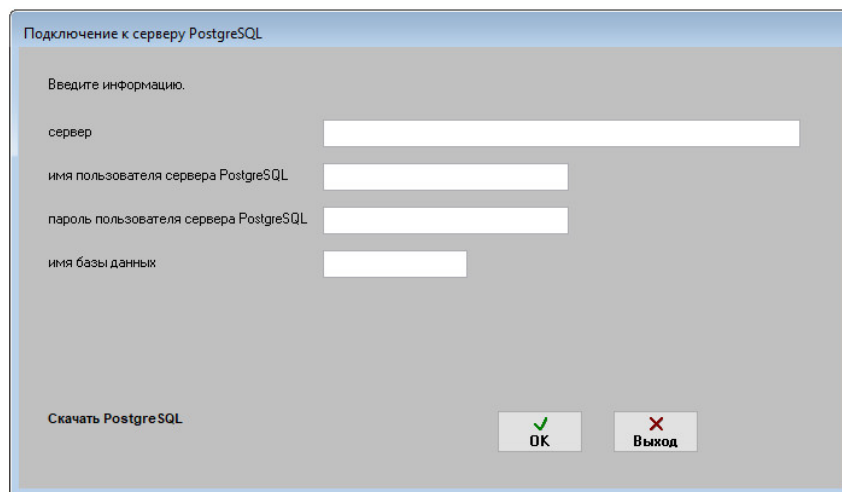 Подключение к серверу PostgreSQL
Введите информацию.
сервер
имя пользователя сервера PostgreSQL
пароль пользователя сервера PostgreSQL
имя базы данных
Скачать PostgreSQL
OK
Выход